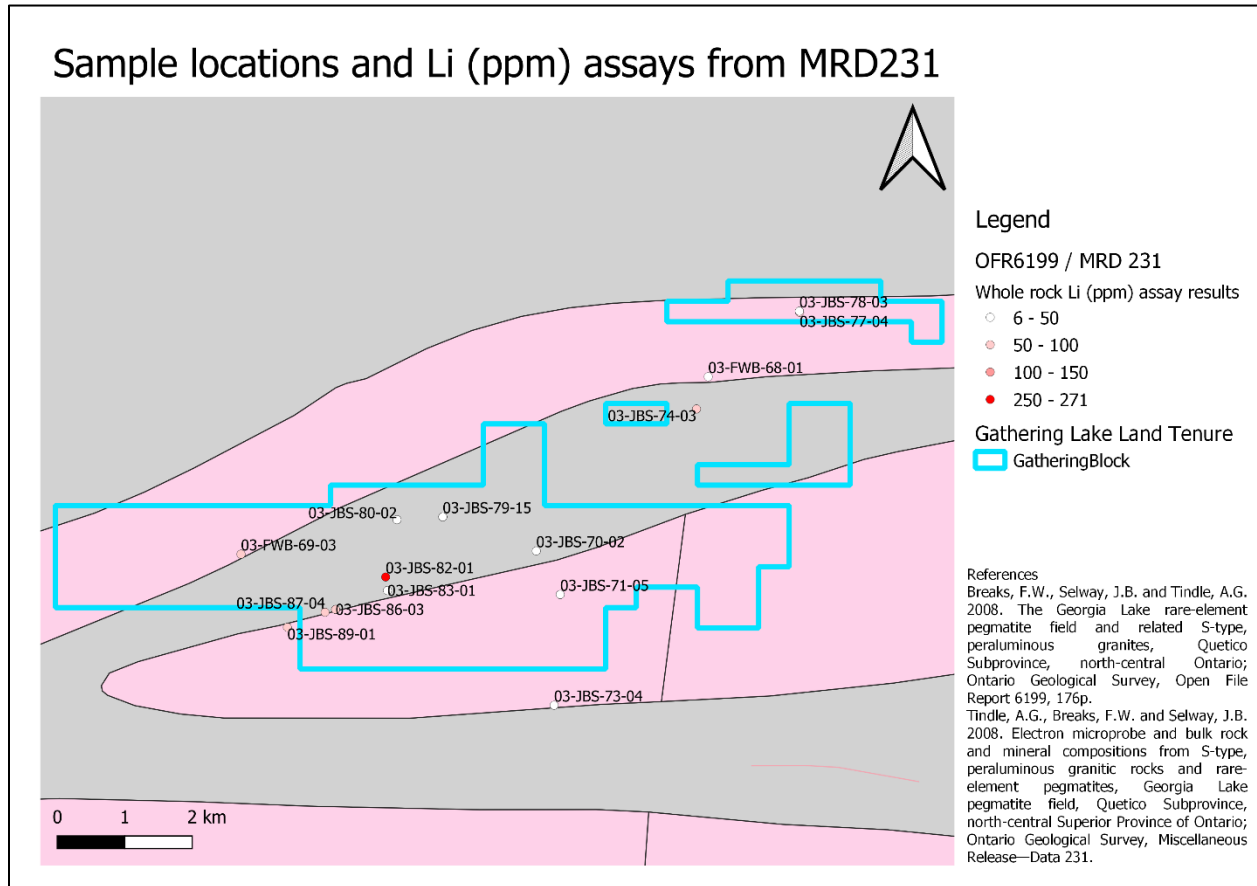 Sample locations and Li (ppm) assays from MRD231
03-JBS-78-03
03-JBS-77-04
03-FWB-68-01
03-JBS-74-03
03-JBS-80-02
03-JBS-79-15
03-FWB-69-03
03-JBS-70-02
03-JBS-82-01
03-JBS-83-01
03-JBS-71-05
03-JBS-87-04
03-JBS-86-03
03-JBS-89-01
03-JBS-73-04
0 1 2 km
Legend
OFR6199 / MRD 231
Whole rock Li (ppm) assay results
6 - 50
50 - 100
100 - 150
250 - 271
Gathering Lake Land Tenure
GatheringBlock
References
Breaks, F.W., Selway, J.B. and Tindle, A.G.
2008. The Georgia Lake rare-element
pegmatite field and related S-type,
peraluminous granites, Quetico
Subprovince, north-central Ontario;
Ontario Geological Survey, Open File
Report 6199, 176p.
Tindle, A.G., Breaks, F.W. and Selway, J.B.
2008. Electron microprobe and bulk rock
and mineral compositions from S-type,
peraluminous granitic rocks and rare-
element pegmatites, Georgia Lake
pegmatite field, Quetico Subprovince,
north-central Superior Province of Ontario;
Ontario Geological Survey, Miscellaneous
Release—Data 231.